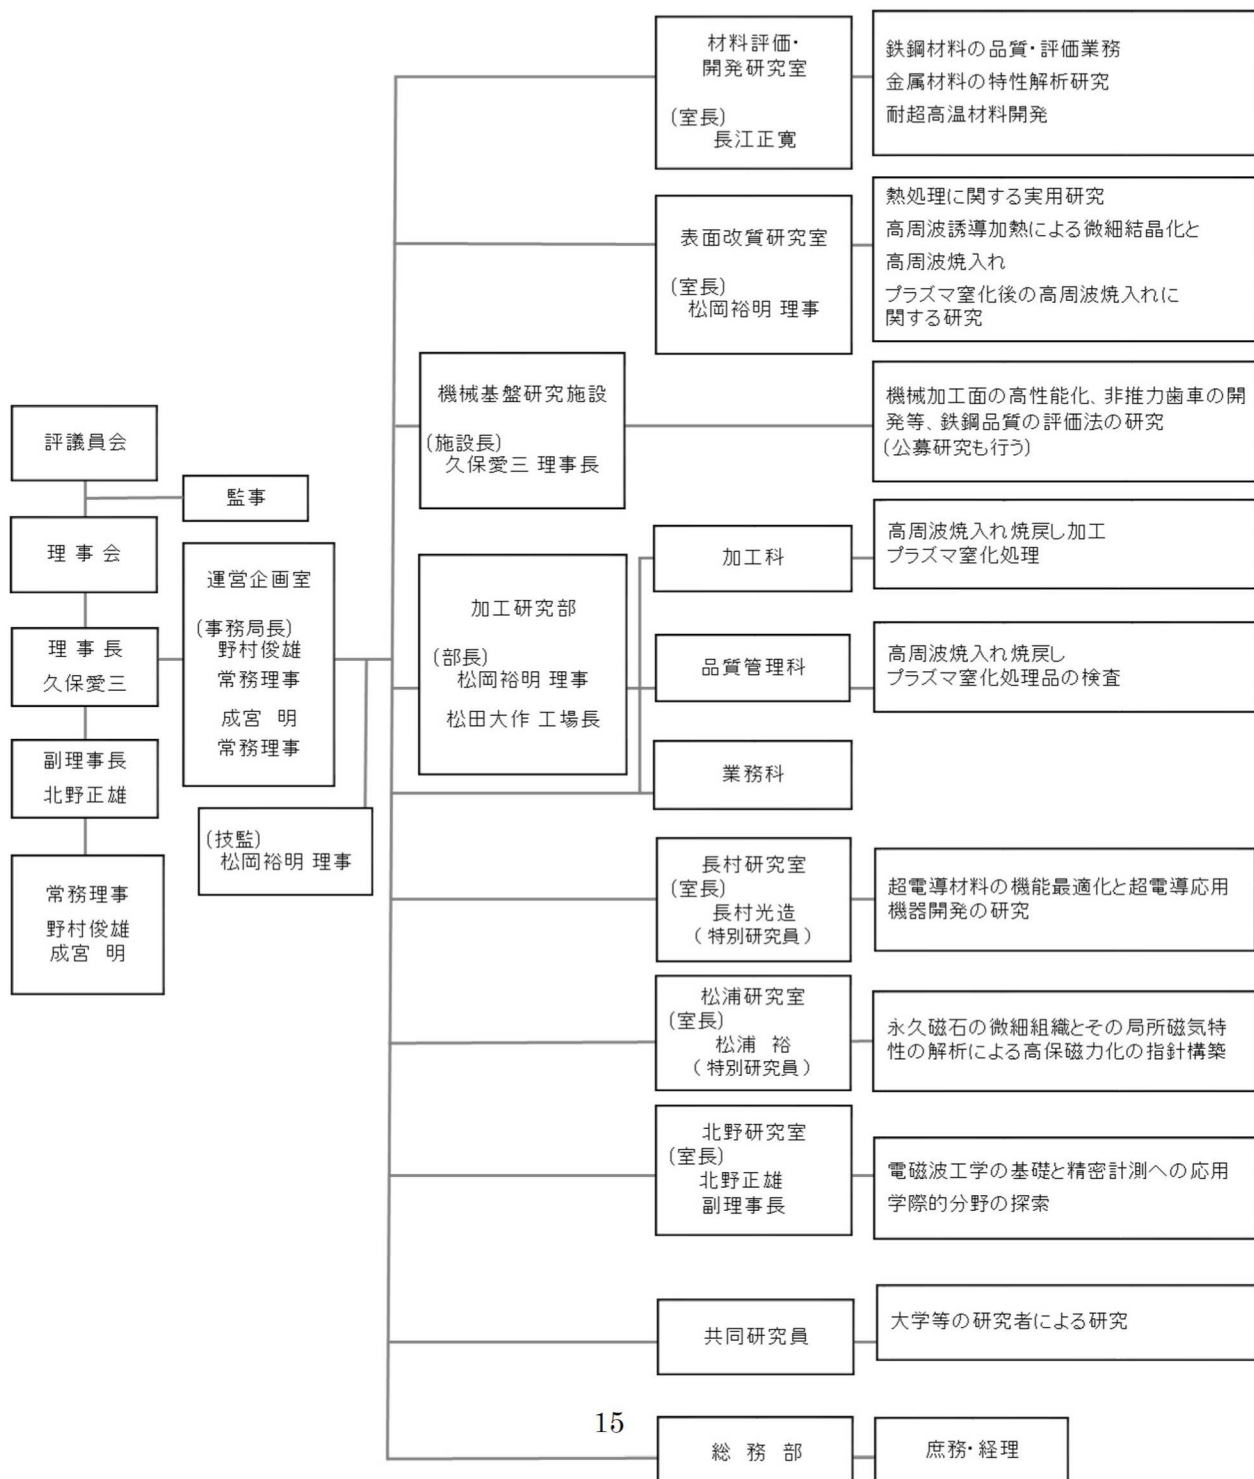 評議員会
監事
理事会
理事長
久保愛三
副理事長
北野正雄
常務理事
野村俊雄
成宮 明
運営企画室
(事務局長)
野村俊雄
常務理事
成宮 明
常務理事
(技監)
松岡裕明 理事
材料評価・
開発研究室
(室長)
長江正寛
鉄鋼材料の品質・評価業務
金属材料の特性解析研究
耐超高温材料開発
表面改質研究室
(室長)
松岡裕明 理事
熱処理に関する実用研究
高周波誘導加熱による微細結晶化と
高周波焼入れ
プラズマ窒化後の高周波焼入れに
関する研究
機械基盤研究施設
(施設長)
久保愛三 理事長
機械加工面の高性能化、非推力歯車の開
発等、鉄鋼品質の評価法の研究
(公募研究も行う)
加工研究部
(部長)
松岡裕明 理事
松田大作 工場長
加工科
高周波焼入れ焼戻し加工
プラズマ窒化処理
品質管理科
高周波焼入れ焼戻し
プラズマ窒化処理品の検査
業務科
長村研究室
(室長)
長村光造
(特別研究員)
超電導材料の機能最適化と超電導応用
機器開発の研究
松浦研究室
(室長)
松浦 裕
(特別研究員)
永久磁石の微細組織とその局所磁気特
性の解析による高保磁力化の指針構築
北野研究室
(室長)
北野正雄
副理事長
電磁波工学の基礎と精密計測への応用
学際的分野の探索
共同研究員
大学等の研究者による研究
総務部
庶務・経理
15